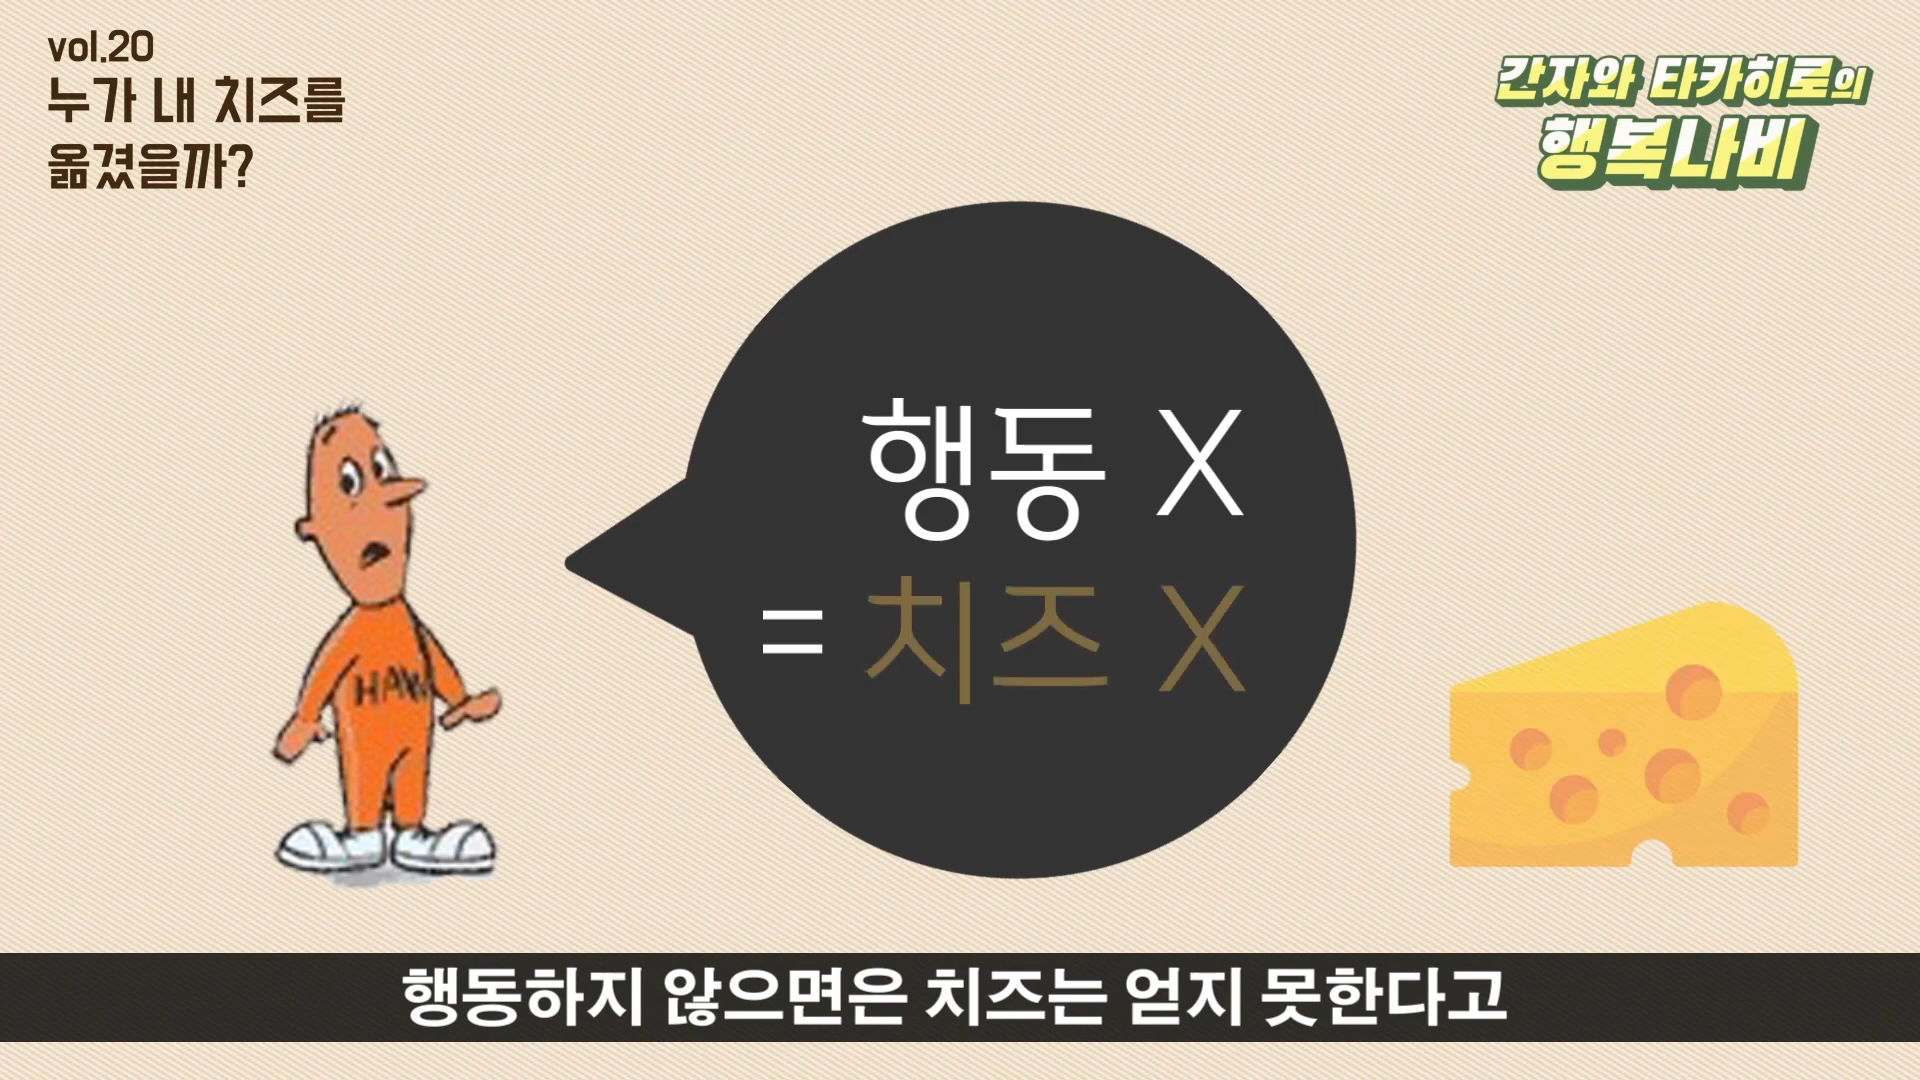 vol.20
누가 내 치즈를
옮겼을까?
간자와 타카히로의
행복나비
행동 X
= 치즈 X
HAW
행동하지 않으면은 치즈는 얻지 못한다고